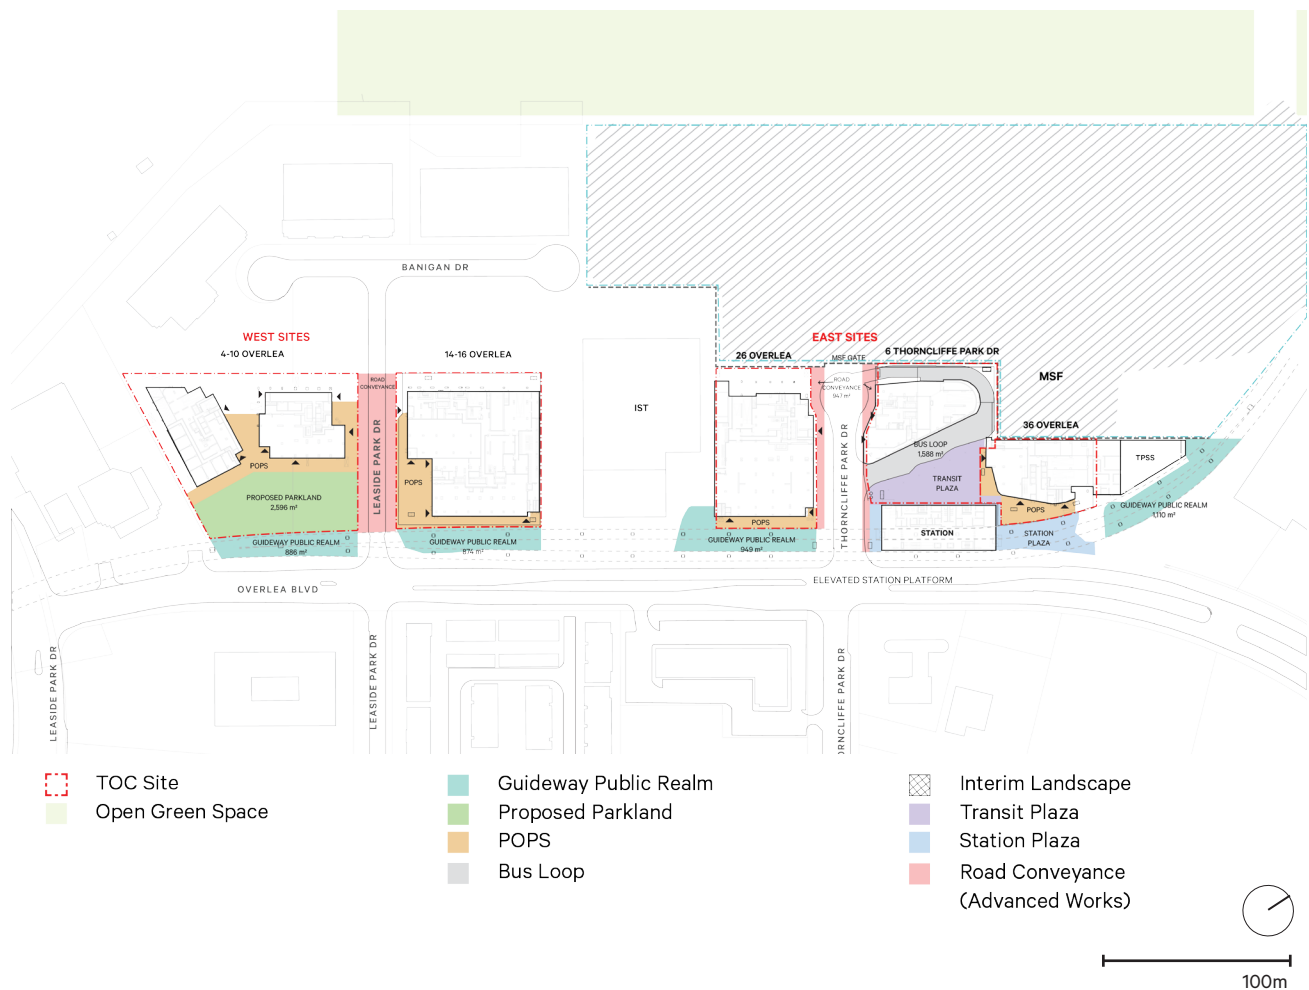 BANIGAN DR
WEST SITES
4-10 OVERLEA
14-16 OVERLEA
EAST SITES
26 OVERLEA
MSF GATE
6 THORNCLIFFE PARK DR
MSF
36 OVERLEA
ROAD
CONVEYANCE
ROAD
CONVEYANCE
947 m²
IST
LEASIDE PARK DR
THORNCLIFFE PARK DR
BUS LOOP
1,588 m²
TRANSIT
PLAZA
TPSS
POPS
POPS
POPS
POPS
PROPOSED PARKLAND
2,596 m²
GUIDEWAY PUBLIC REALM
886 m²
GUIDEWAY PUBLIC REALM
874 m²
GUIDEWAY PUBLIC REALM
949 m²
GUIDEWAY PUBLIC REALM
1,110 m²
STATION
STATION
PLAZA
ELEVATED STATION PLATFORM
OVERLEA BLVD
LEASIDE PARK DR
LEASIDE PARK DR
ORNCLIFFE PARK DR
TOC Site
Open Green Space
Guideway Public Realm
Proposed Parkland
POPS
Bus Loop
Interim Landscape
Transit Plaza
Station Plaza
Road Conveyance
(Advanced Works)
100m